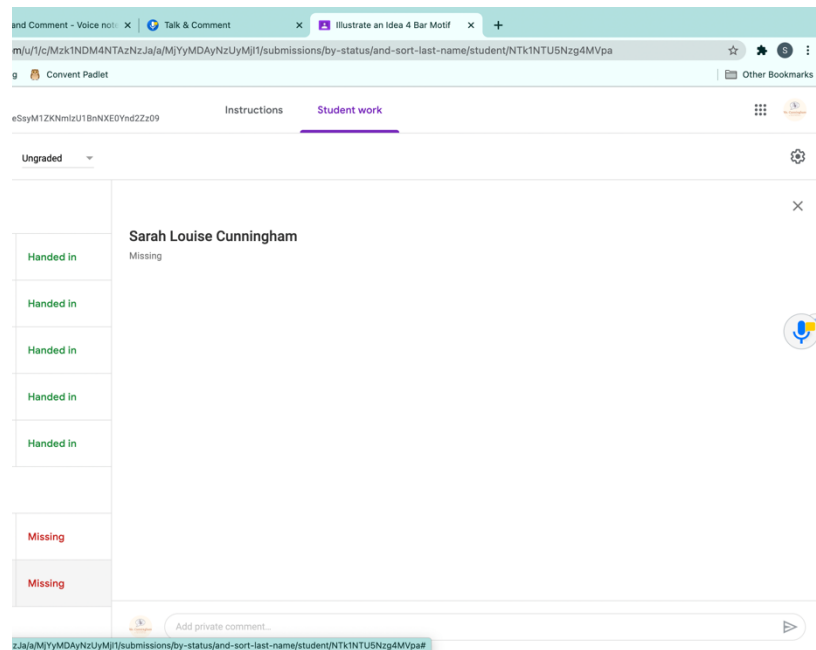 and Comment - Voice not
Talk & Comment
Illustrate an Idea 4 Bar Motif
m/u/1/c/Mzk1NDM4NTAzNzJa/a/MjYyMDAyNzUyMjI1/submissions/by-status/and-sort-last-name/student/NTk1NTU5Nzg4MVpa
S
g Convent Padlet
Other Bookmarks
eSsyM1ZKNmlzU1BnNXE0Ynd2Zz09
Instructions
Student work
Ungraded
Sarah Louise Cunningham
Missing
Handed in
Handed in
Handed in
Handed in
Handed in
Missing
Missing
Add private comment...
zJa/a/MjYyMDAyNzUyMjI1/submissions/by-status/and-sort-last-name/student/NTk1NTU5Nzg4MVpa#